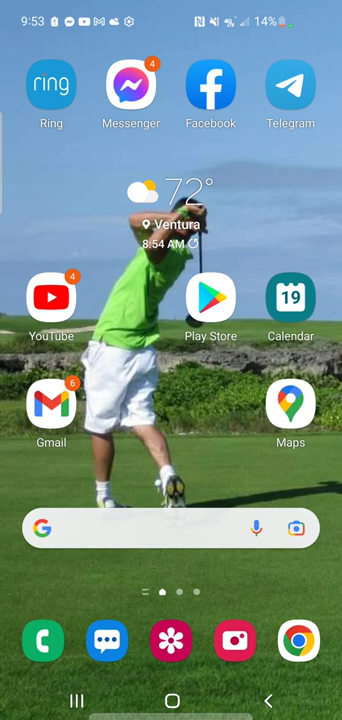 9:53
14%
ring
4
Ring
Messenger
Facebook
Telegram
72°
Ventura
8:54 AM
4
19
YouTube
Play Store
Calendar
6
Gmail
Maps